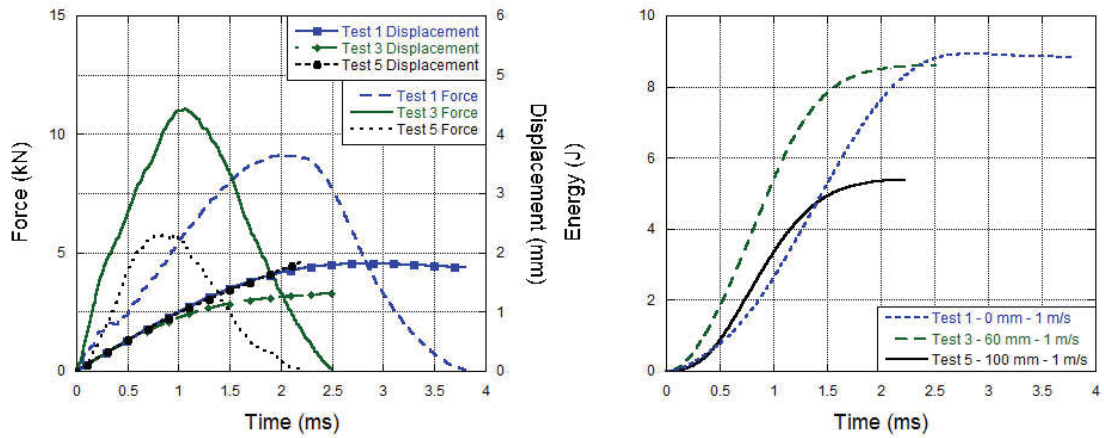 15
10
5
0
Force (kN)
0
0.5
1
1.5
2
2.5
3
3.5
4
Time (ms)
6
5
4
3
2
1
0
Displacement (mm)
Test 1 Displacement
Test 3 Displacement
Test 5 Displacement
Test 1 Force
Test 3 Force
Test 5 Force
10
8
6
4
2
0
Energy (J)
0
0.5
1
1.5
2
2.5
3
3.5
4
Time (ms)
Test 1 - 0 mm - 1 m/s
Test 3 - 60 mm - 1 m/s
Test 5 - 100 mm - 1 m/s